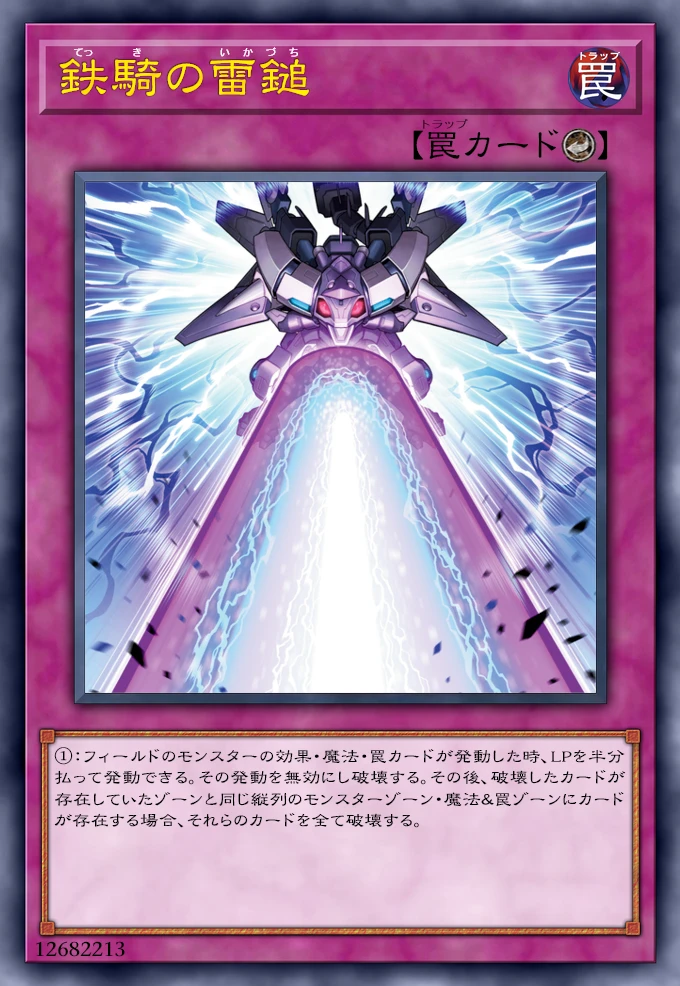 てっき いかづち
鉄騎の雷鎚
トラップ
罠
トラップ
【罠カード】
①:フィールドのモンスターの効果・魔法・罠カードが発動した時、LPを半分
払って発動できる。その発動を無効にし破壊する。その後、破壊したカードが
存在していたゾーンと同じ縦列のモンスターゾーン・魔法&罠ゾーンにカード
が存在する場合、それらのカードを全て破壊する。
12682213